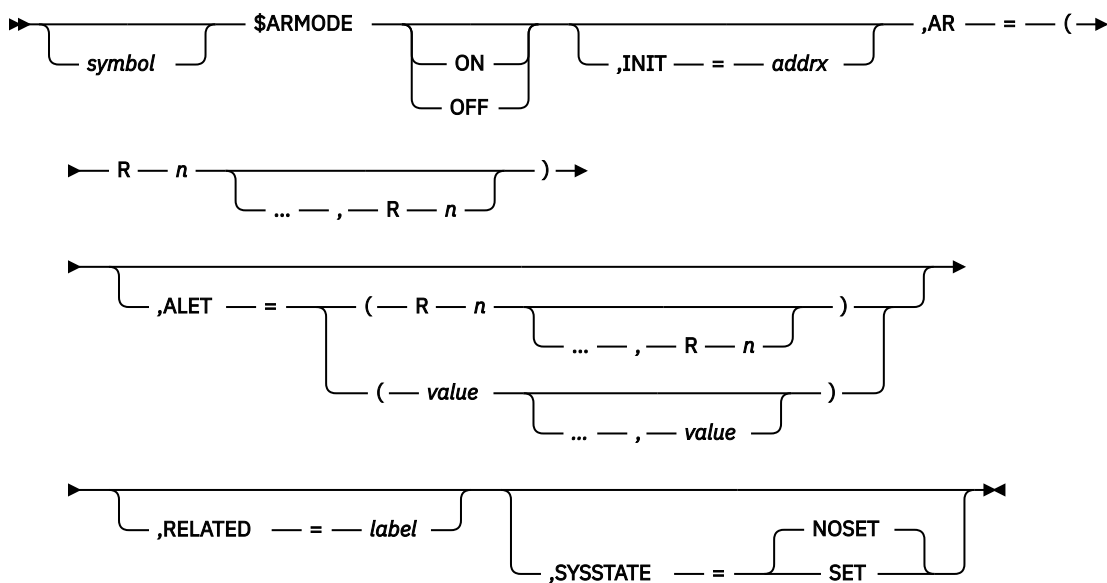 symbol $ARMODE ON OFF ,INIT = addrx ,AR = (
R n ... , R n )
,ALET = ( R n ... , R n )
( value ... , value )
,RELATED = label ,SYSSTATE = NOSET SET